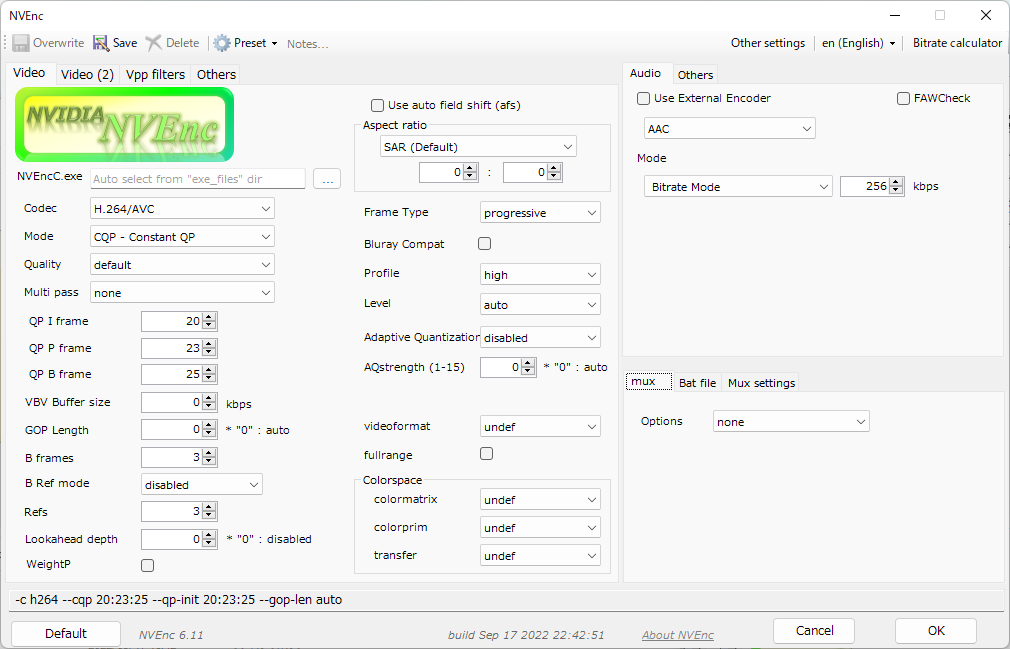 NVEnc
Overwrite Save Delete Preset Notes... Other settings en (English) Bitrate calculator
Video Video (2) Vpp filters Others
NVIDIA NVEnc
NVEncC.exe Auto select from "exe_files" dir ...
Codec H.264/AVC
Mode CQP - Constant QP
Quality default
Multi pass none
QP I frame 20
QP P frame 23
QP B frame 25
VBV Buffer size 0 kbps
GOP Length 0 * "0" : auto
B frames 3
B Ref mode disabled
Refs 3
Lookahead depth 0 * "0" : disabled
WeightP
Use auto field shift (afs)
Aspect ratio
SAR (Default)
0 : 0
Frame Type progressive
Bluray Compat
Profile high
Level auto
Adaptive Quantization disabled
AQstrength (1-15) 0 * "0" : auto
videoformat undef
fullrange
Colorspace
colormatrix undef
colorprim undef
transfer undef
Audio Others
Use External Encoder FAWCheck
AAC
Mode
Bitrate Mode 256 kbps
mux Bat file Mux settings
Options none
-c h264 --cqp 20:23:25 --qp-init 20:23:25 --gop-len auto
Default NVEnc 6.11 build Sep 17 2022 22:42:51 About NVEnc Cancel OK